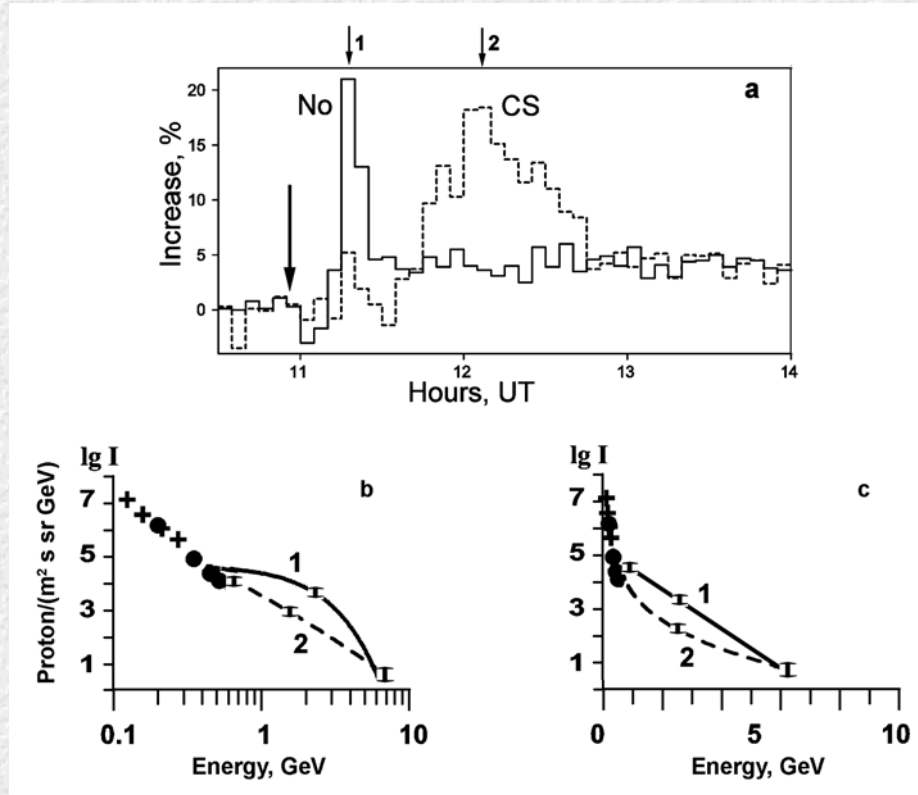 1 2
a
20
No CS
15
10
5
0
Increase, %
11 12 13 14
Hours, UT
lg I
b
7
5
3
1
1
2
Proton/(m² s sr GeV)
0.1 1 10
Energy, GeV
lg I
c
7
5
3
1
1
2
0 5 10
Energy, GeV